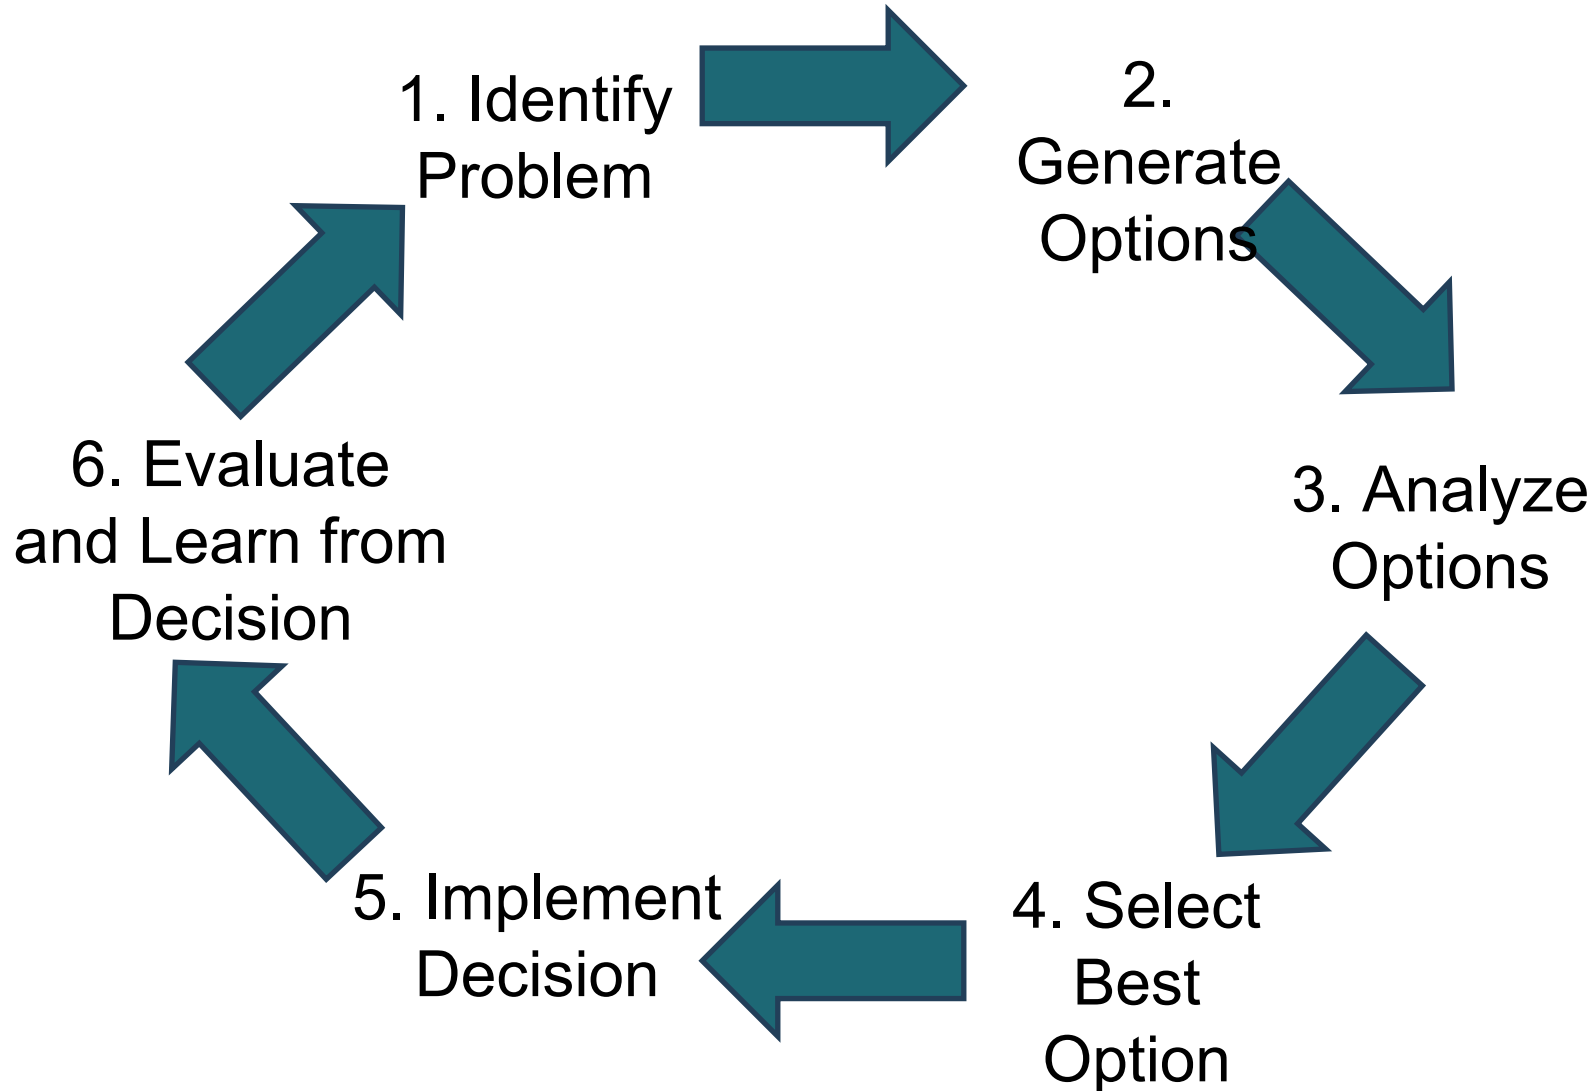 1. Identify
Problem
2.
Generate
Options
3. Analyze
Options
4. Select
Best
Option
5. Implement
Decision
6. Evaluate
and Learn from
Decision